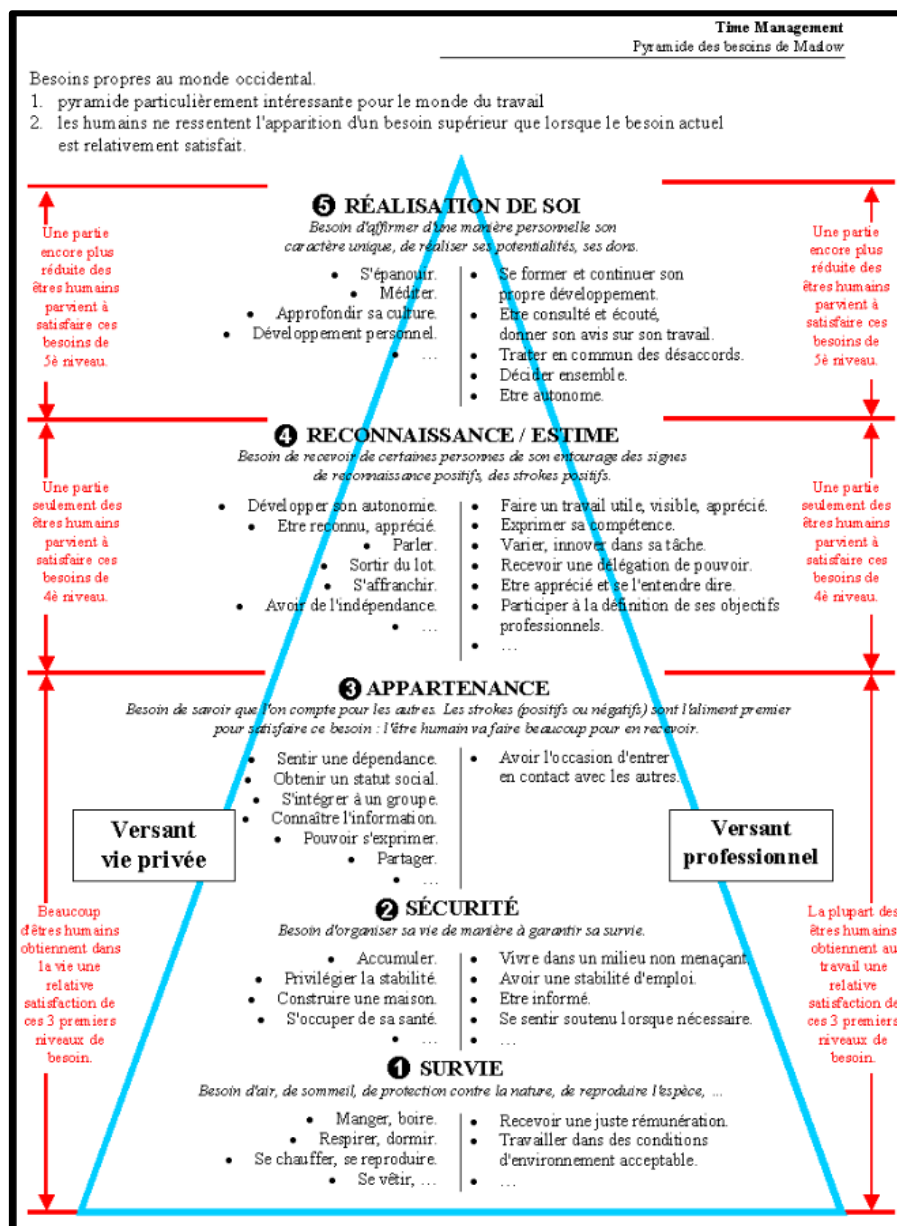 Time Management
Pyramide des besoins de Maslow
Besoins propres au monde occidental.
1. pyramide particulièrement intéressante pour le monde du travail
2. les humains ne ressentent l'apparition d'un besoin supérieur que lorsque le besoin actuel
est relativement satisfait.
❺ RÉALISATION DE SOI
Besoin d'affirmer d'une manière personnelle son
caractère unique, de réaliser ses potentialités, ses dons.
Une partie
encore plus
réduite des
êtres humains
parvient à
satisfaire ces
besoins de
5è niveau.
• S'épanouir.
• Méditer.
• Approfondir sa culture.
• Développement personnel.
• …
• Se former et continuer son
propre développement.
• Etre consulté et écouté,
donner son avis sur son travail.
• Traiter en commun des désaccords.
• Décider ensemble.
• Etre autonome.
Une partie
encore plus
réduite des
êtres humains
parvient à
satisfaire ces
besoins de
5è niveau.
❹ RECONNAISSANCE / ESTIME
Besoin de recevoir de certaines personnes de son entourage des signes
de reconnaissance positifs, des strokes positifs.
Une partie
seulement des
êtres humains
parvient à
satisfaire ces
besoins de
4è niveau.
• Développer son autonomie.
• Etre reconnu, apprécié.
• Parler.
• Sortir du lot.
• S'affranchir.
• Avoir de l'indépendance.
• …
• Faire un travail utile, visible, apprécié.
• Exprimer sa compétence.
• Varier, innover dans sa tâche.
• Recevoir une délégation de pouvoir.
• Etre apprécié et se l'entendre dire.
• Participer à la définition de ses objectifs
professionnels.
• …
Une partie
seulement des
êtres humains
parvient à
satisfaire ces
besoins de
4è niveau.
❸ APPARTENANCE
Besoin de savoir que l'on compte pour les autres. Les strokes (positifs ou négatifs) sont l'aliment premier
pour satisfaire ce besoin : l'être humain va faire beaucoup pour en recevoir.
• Sentir une dépendance.
• Obtenir un statut social.
• S'intégrer à un groupe.
• Connaître l'information.
• Pouvoir s'exprimer.
• Partager.
• …
• Avoir l'occasion d'entrer
en contact avec les autres.
Versant
vie privée
Versant
professionnel
❷ SÉCURITÉ
Besoin d'organiser sa vie de manière à garantir sa survie.
Beaucoup
d'êtres humains
obtiennent dans
la vie une
relative
satisfaction de
ces 3 premiers
niveaux de
besoin.
• Accumuler.
• Privilégier la stabilité.
• Construire une maison.
• S'occuper de sa santé.
• …
• Vivre dans un milieu non menaçant.
• Avoir une stabilité d'emploi.
• Etre informé.
• Se sentir soutenu lorsque nécessaire.
• …
La plupart des
êtres humains
obtiennent au
travail une
relative
satisfaction de
ces 3 premiers
niveaux de
besoin.
❶ SURVIE
Besoin d'air, de sommeil, de protection contre la nature, de reproduire l'espèce, …
• Manger, boire.
• Respirer, dormir.
• Se chauffer, se reproduire.
• Se vêtir, …
• Recevoir une juste rémunération.
• Travailler dans des conditions
d'environnement acceptable.
• …